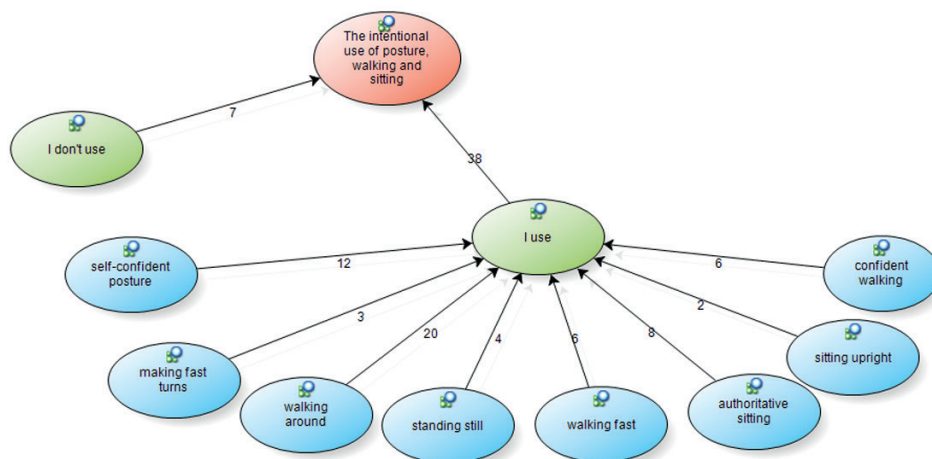 The intentional
use of posture,
walking and
sitting
7
I don't use
38
I use
self-confident
posture
12
6
confident
walking
3
2
20
4
6
8
making fast
turns
sitting upright
walking
around
standing still
walking fast
authoritative
sitting